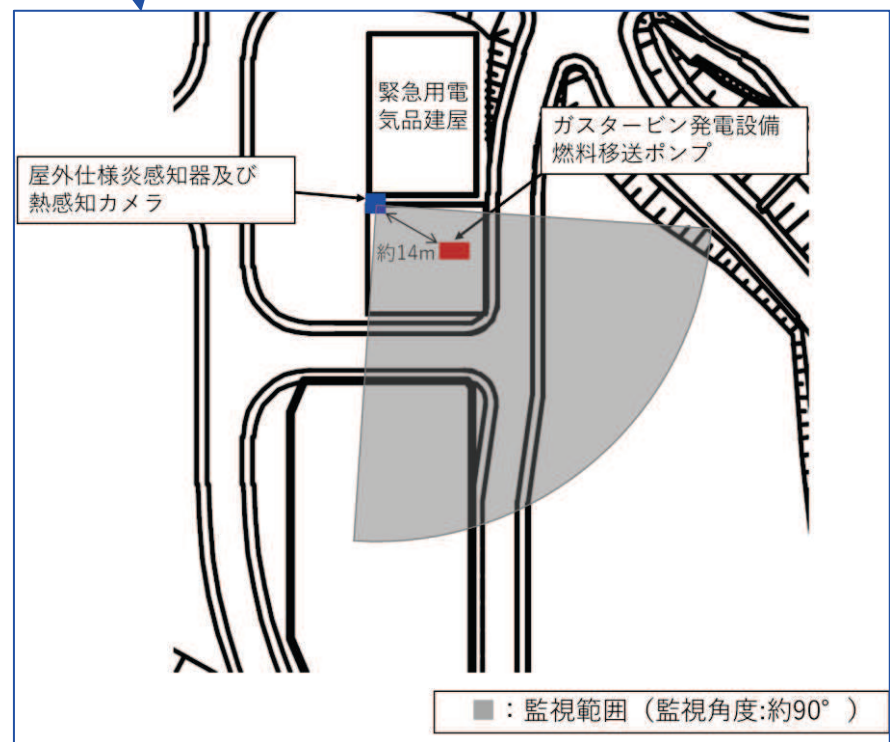 緊急用電
気品建屋
ガスタービン発電設備
燃料移送ポンプ
屋外仕様炎感知器及び
熱感知カメラ
約14m
：監視範囲（監視角度:約90°）